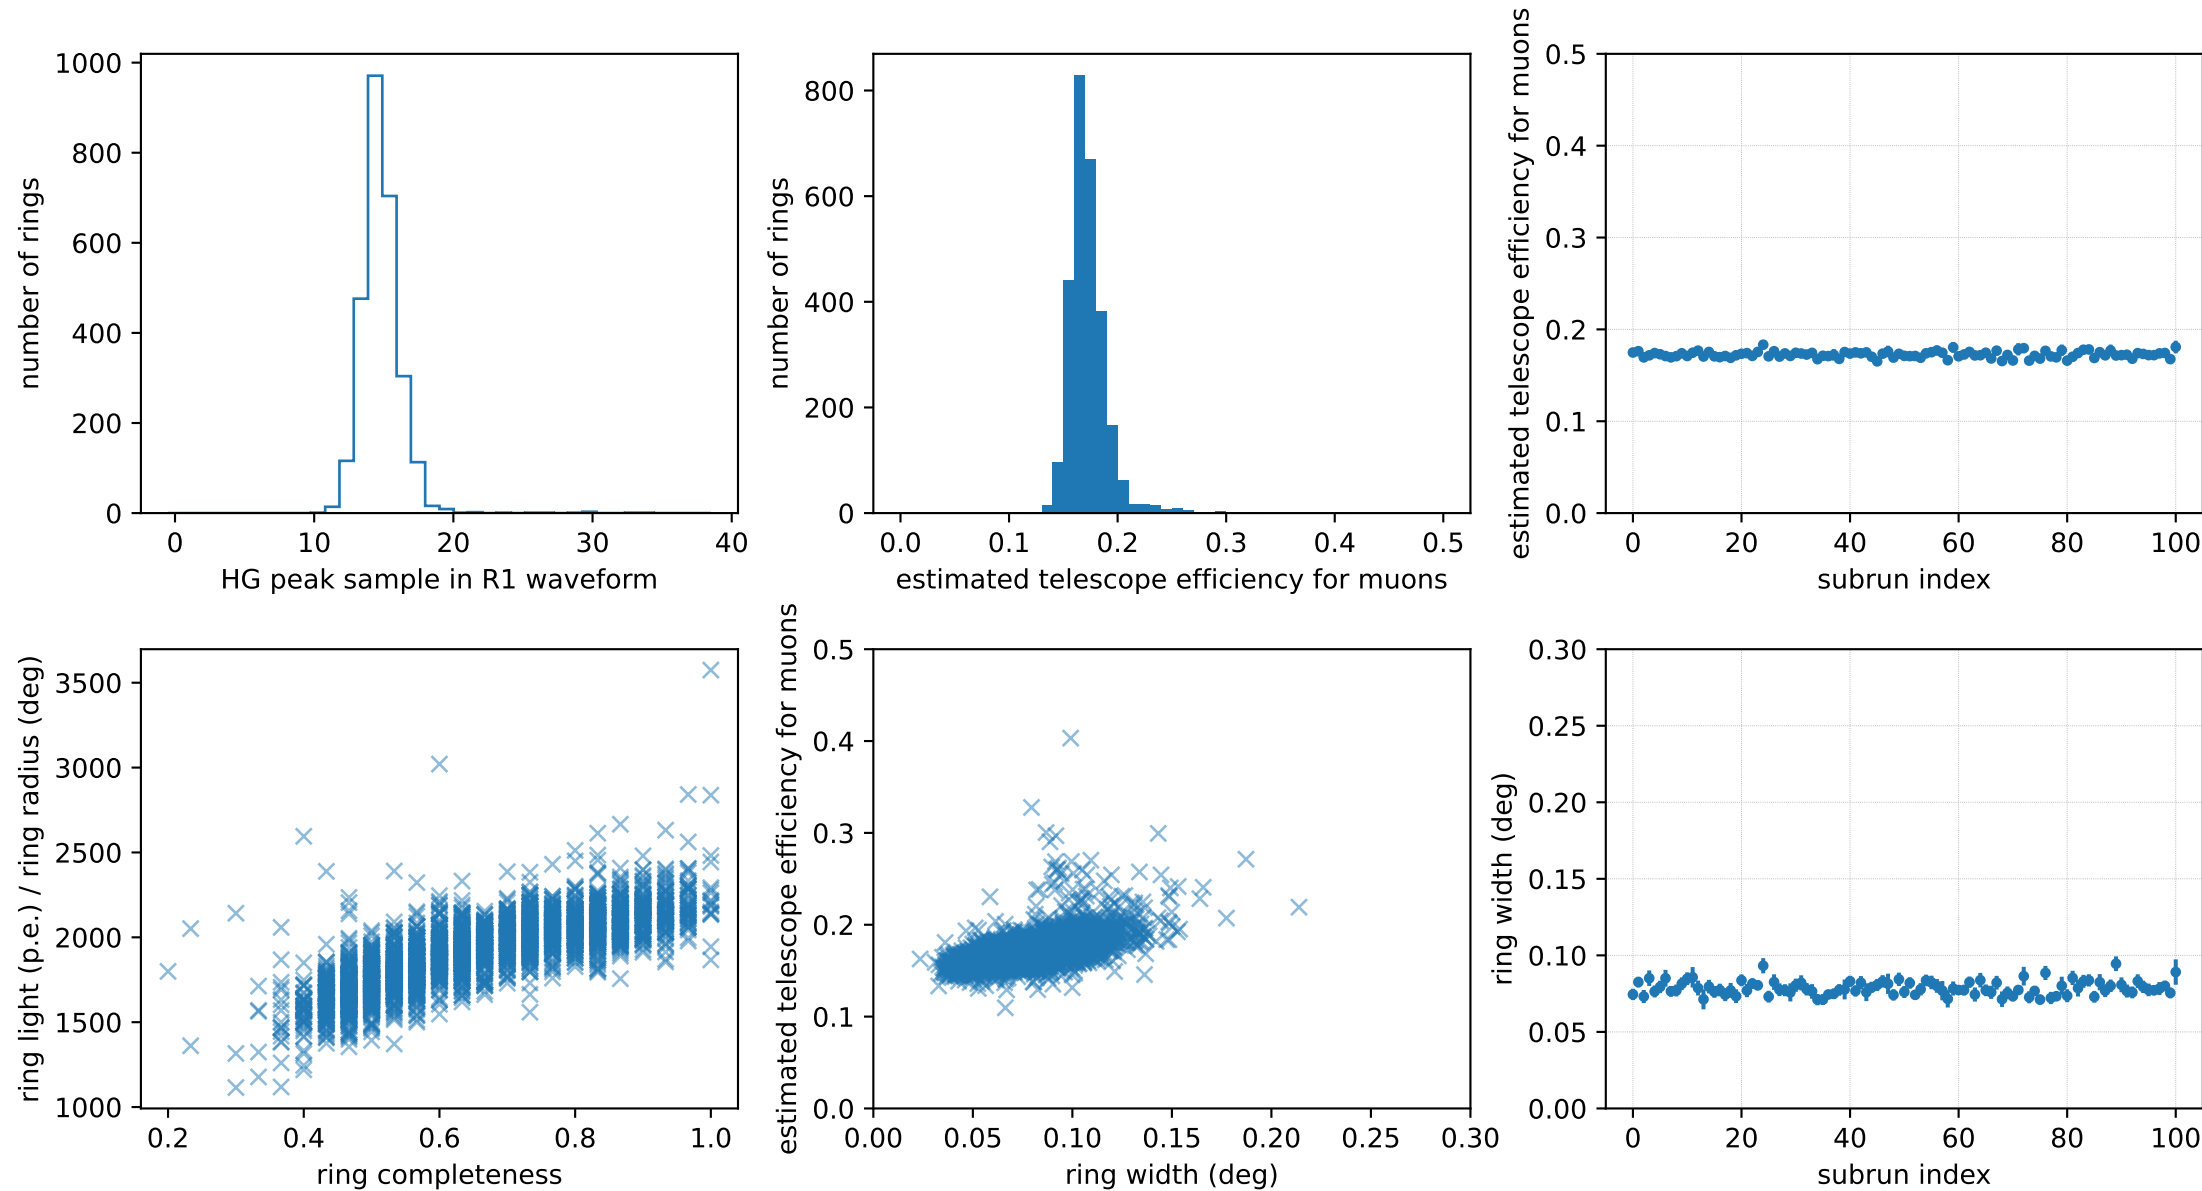 number of rings
1000
800
600
400
200
0
0 10 20 30 40
HG peak sample in R1 waveform
number of rings
800
600
400
200
0
0.0 0.1 0.2 0.3 0.4 0.5
estimated telescope efficiency for muons
estimated telescope efficiency for muons
0.5
0.4
0.3
0.2
0.1
0.0
0 20 40 60 80 100
subrun index
ring light (p.e.) / ring radius (deg)
3500
3000
2500
2000
1500
1000
0.2 0.4 0.6 0.8 1.0
ring completeness
estimated telescope efficiency for muons
0.5
0.4
0.3
0.2
0.1
0.0
0.00 0.05 0.10 0.15 0.20 0.25 0.30
ring width (deg)
ring width (deg)
0.30
0.25
0.20
0.15
0.10
0.05
0.00
0 20 40 60 80 100
subrun index